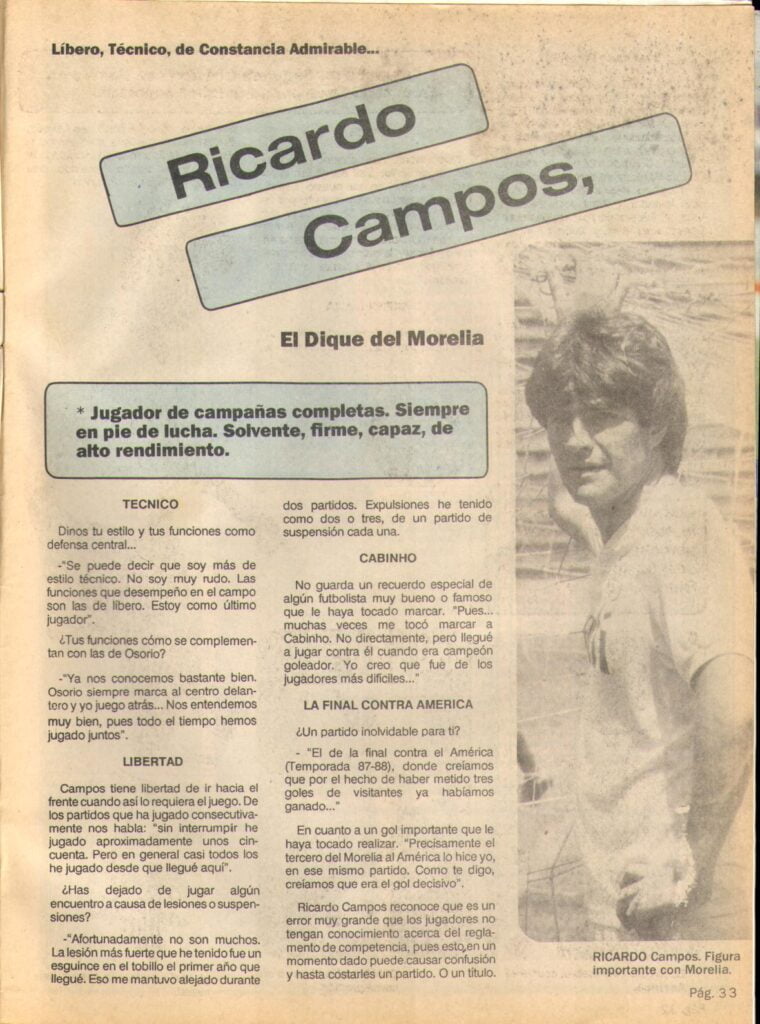 Líbero, Técnico, de Constancia Admirable...
Ricardo
Campos,
El Dique del Morelia
* Jugador de campañas completas. Siempre
en pie de lucha. Solvente, firme, capaz, de
alto rendimiento.
TECNICO
Dinos tu estilo y tus funciones como
defensa central...
-"Se puede decir que soy más de
estilo técnico. No soy muy rudo. Las
funciones que desempeño en el campo
son las de líbero. Estoy como último
jugador".
¿Tus funciones cómo se complemen-
tan con las de Osorio?
-"Ya nos conocemos bastante bien.
Osorio siempre marca al centro delan-
tero y yo juego atrás... Nos entendemos
muy bien, pues todo el tiempo hemos
jugado juntos".
LIBERTAD
Campos tiene libertad de ir hacia el
frente cuando así lo requiera el juego. De
los partidos que ha jugado consecutiva-
mente nos habla: "sin interrumpir he
jugado aproximadamente unos cin-
cuenta. Pero en general casi todos los
he jugado desde que llegué aquí".
¿Has dejado de jugar algún
encuentro a causa de lesiones o suspen-
siones?
-"Afortunadamente no son muchos.
La lesión más fuerte que he tenido fue un
esguince en el tobillo el primer año que
llegué. Eso me mantuvo alejado durante
dos partidos. Expulsiones he tenido
como dos o tres, de un partido de
suspensión cada una.
CABINHO
No guarda un recuerdo especial de
algún futbolista muy bueno o famoso
que le haya tocado marcar. "Pues...
muchas veces me tocó marcar a
Cabinho. No directamente, pero llegué
a jugar contra él cuando era campeón
goleador. Yo creo que fue de los
jugadores más difíciles..."
LA FINAL CONTRA AMERICA
¿Un partido inolvidable para ti?
- "El de la final contra el América
(Temporada 87-88), donde creíamos
que por el hecho de haber metido tres
goles de visitantes ya habíamos
ganado..."
En cuanto a un gol importante que le
haya tocado realizar. "Precisamente el
tercero del Morelia al América lo hice yo,
en ese mismo partido. Como te digo,
creíamos que era el gol decisivo".
Ricardo Campos reconoce que es un
error muy grande que los jugadores no
tengan conocimiento acerca del regla-
mento de competencia, pues esto, en un
momento dado puede causar confusión
y hasta costarles un partido. O un título.
RICARDO Campos. Figura
importante con Morelia.
Pág. 33